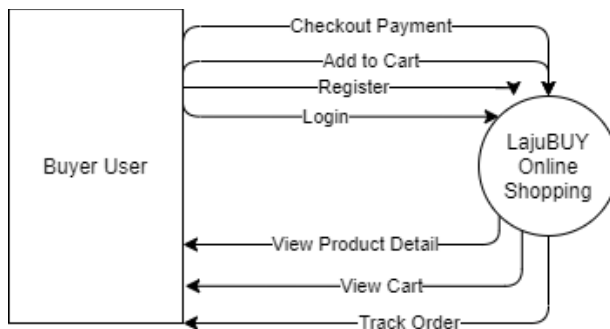 Checkout Payment
Add to Cart
Register
Login
Buyer User
LajuBUY
Online
Shopping
View Product Detail
View Cart
Track Order